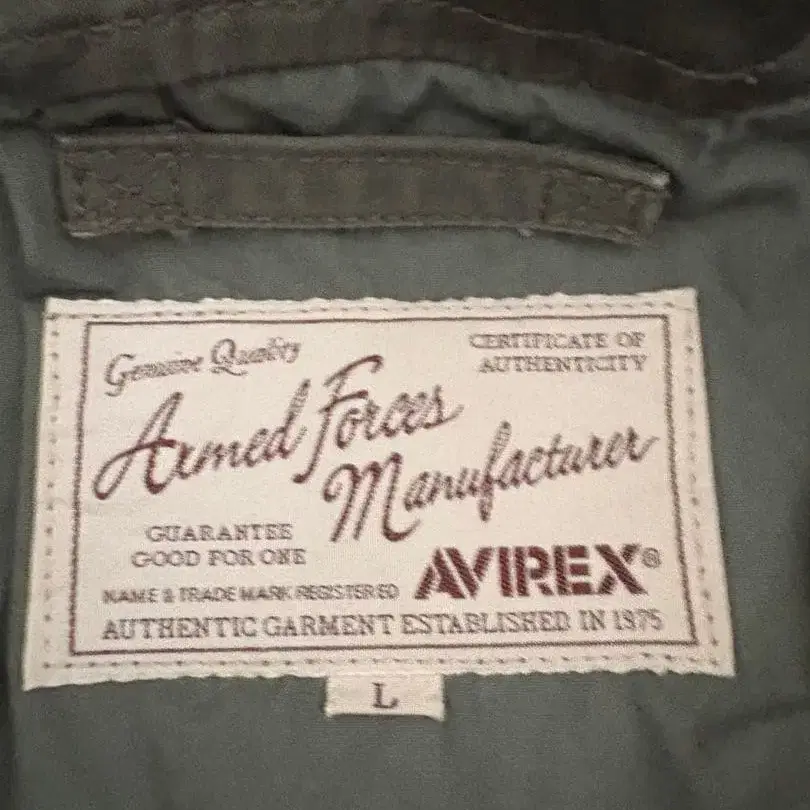 Genuine Quality
CERTIFICATE OF
AUTHENTICITY
Armed Forces
Manufacturer
GUARANTEE
GOOD FOR ONE
NAME & TRADE MARK REGISTERED
AVIREX®
AUTHENTIC GARMENT ESTABLISHED IN 1975
L